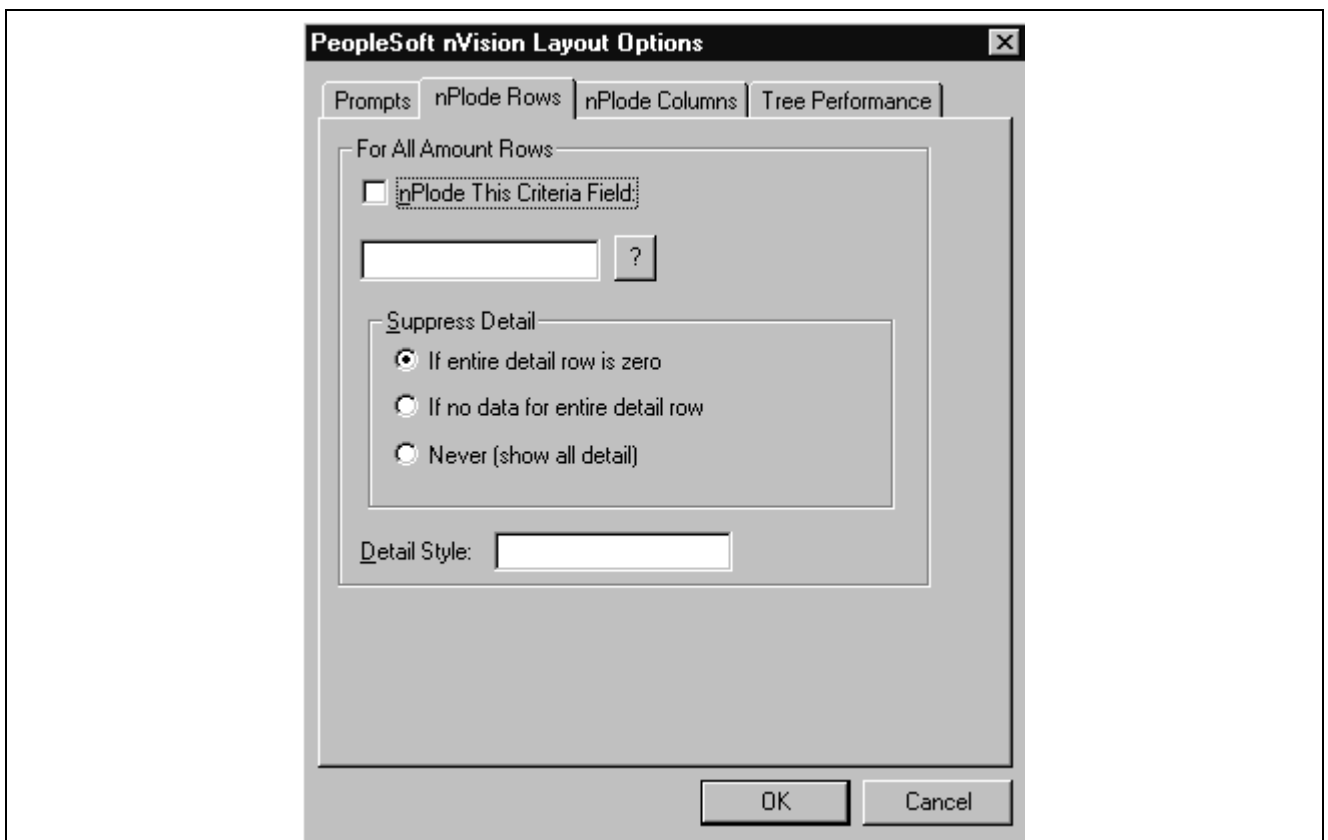 PeopleSoft nVision Layout Options
Prompts nPlode Rows nPlode Columns Tree Performance
For All Amount Rows
nPlode This Criteria Field:
?
Suppress Detail
If entire detail row is zero
If no data for entire detail row
Never (show all detail)
Detail Style:
OK Cancel